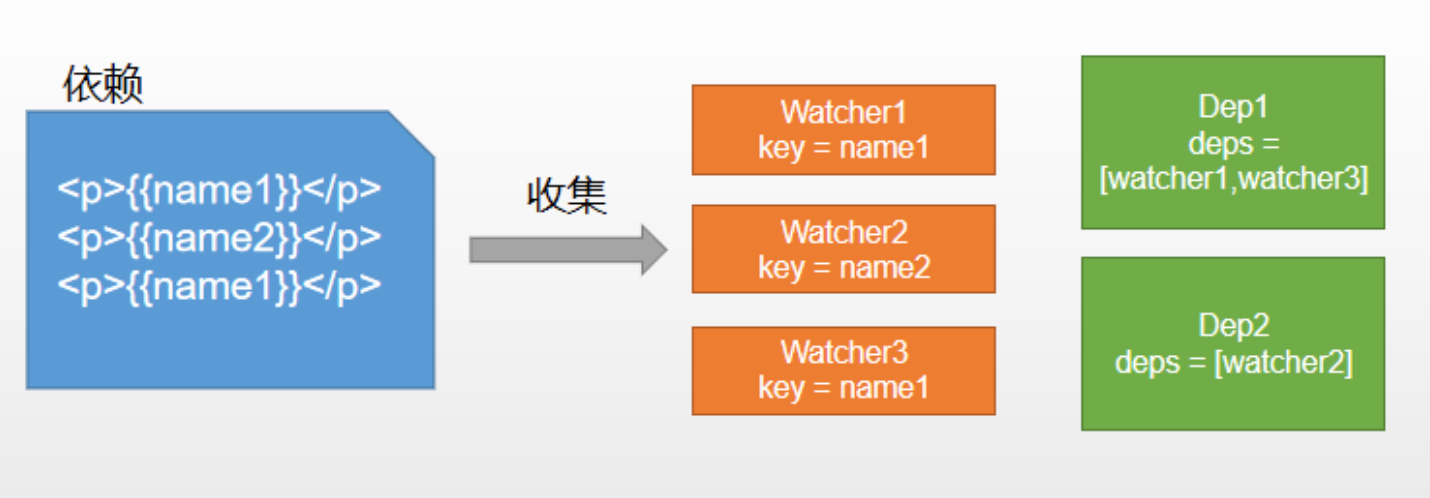 依赖
<p>{{name1}}</p>
<p>{{name2}}</p>
<p>{{name1}}</p>
收集
Watcher1
key = name1
Watcher2
key = name2
Watcher3
key = name1
Dep1
deps =
[watcher1,watcher3]
Dep2
deps = [watcher2]